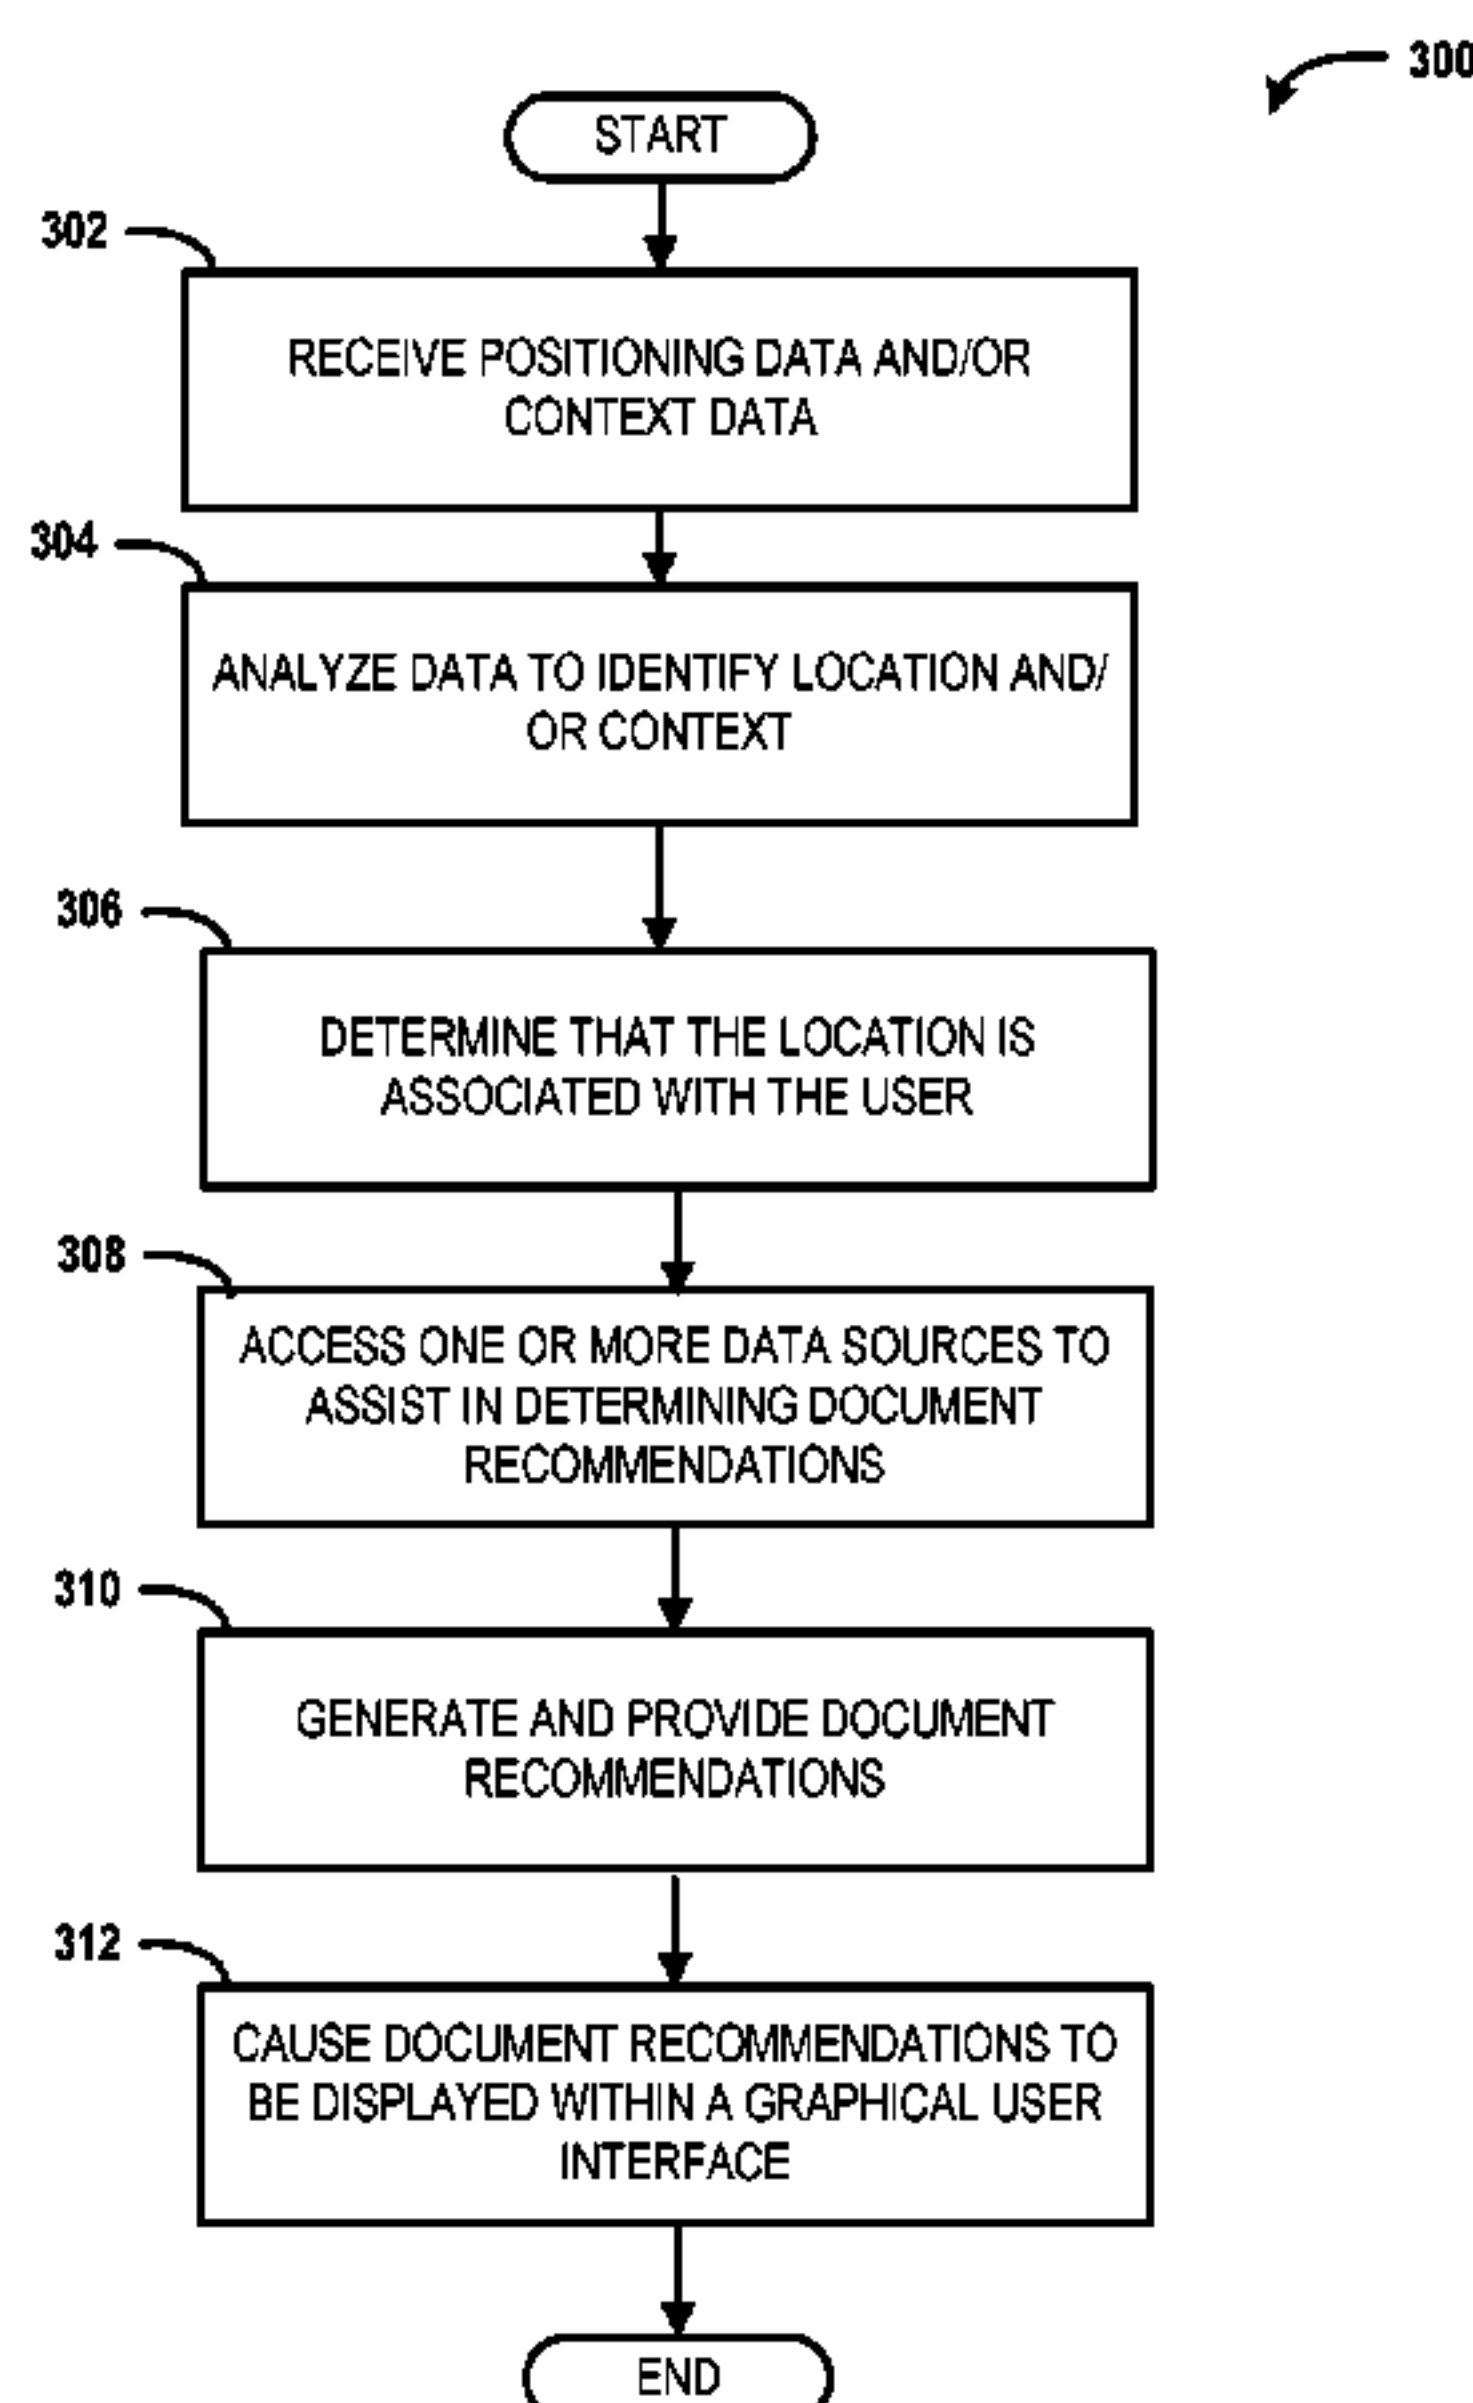 300
START
302
RECEIVE POSITIONING DATA AND/OR
CONTEXT DATA
304
ANALYZE DATA TO IDENTIFY LOCATION AND/
OR CONTEXT
306
DETERMINE THAT THE LOCATION IS
ASSOCIATED WITH THE USER
308
ACCESS ONE OR MORE DATA SOURCES TO
ASSIST IN DETERMINING DOCUMENT
RECOMMENDATIONS
310
GENERATE AND PROVIDE DOCUMENT
RECOMMENDATIONS
312
CAUSE DOCUMENT RECOMMENDATIONS TO
BE DISPLAYED WITHIN A GRAPHICAL USER
INTERFACE
END